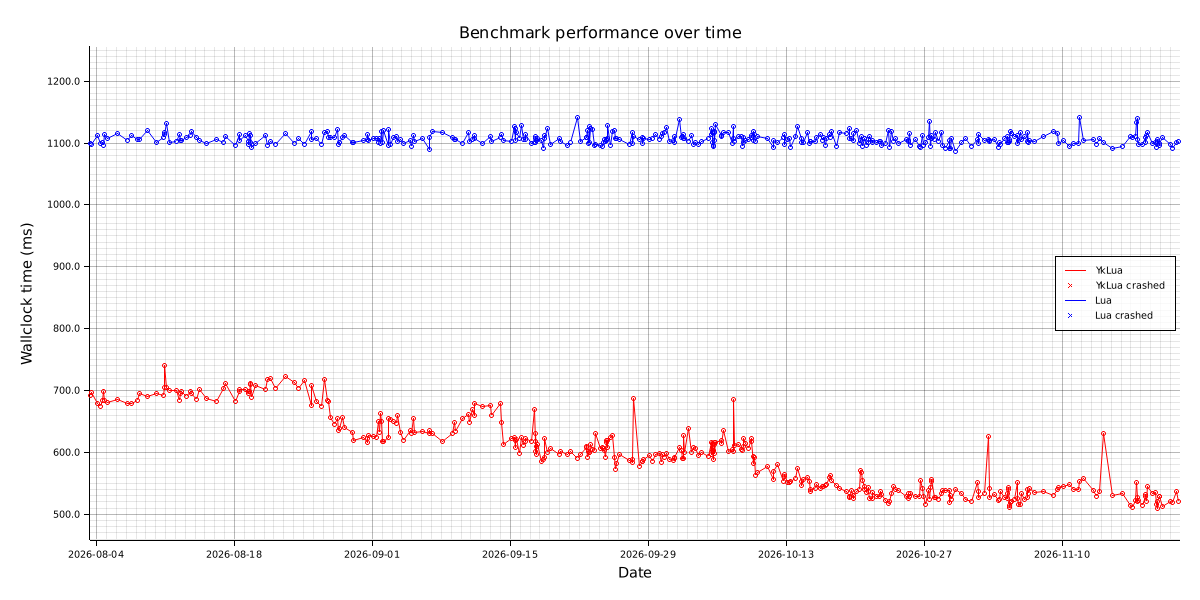 Benchmark performance over time
Wallclock time (ms)
1200.0
1100.0
1000.0
900.0
800.0
700.0
600.0
500.0
YkLua
YkLua crashed
Lua
Lua crashed
2026-08-04 2026-08-18 2026-09-01 2026-09-15 2026-09-29 2026-10-13 2026-10-27 2026-11-10
Date